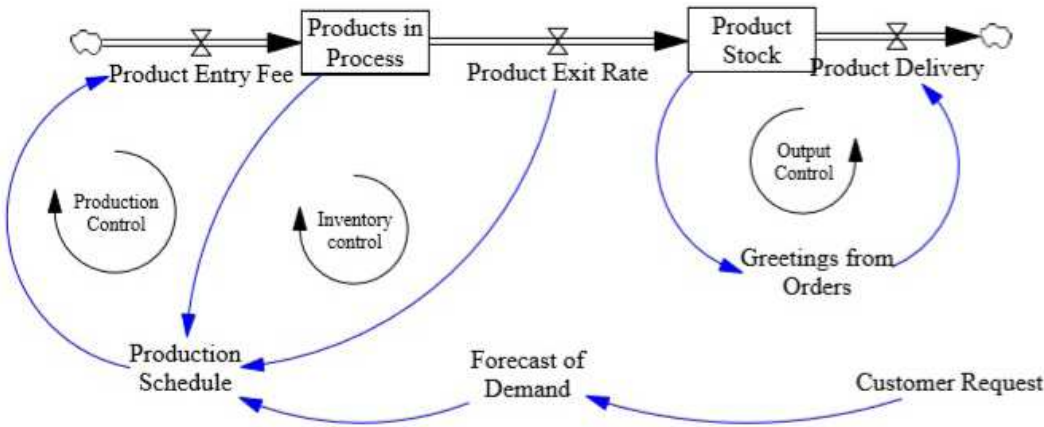 Products in
Process
Product
Stock
Product Entry Fee
Product Exit Rate
Product Delivery
Production
Control
Inventory
control
Output
Control
Greetings from
Orders
Production
Schedule
Forecast of
Demand
Customer Request